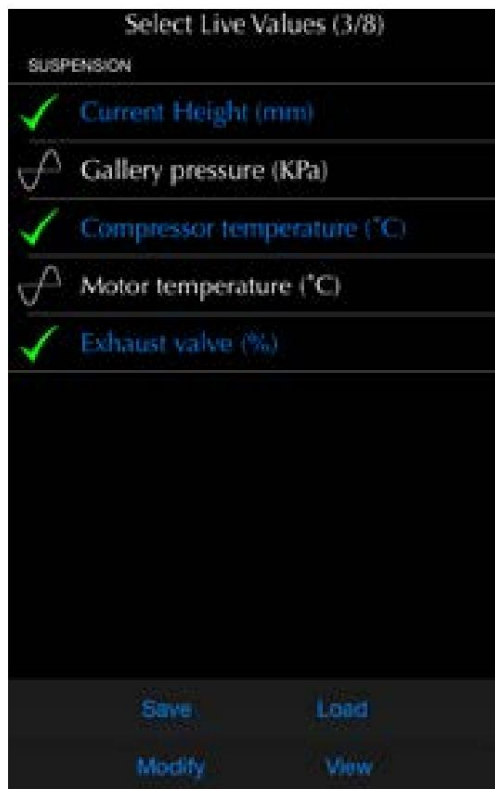 Select Live Values (3/8)
SUSPENSION
Current Height (mm)
Gallery pressure (KPa)
Compressor temperature (˚C)
Motor temperature (˚C)
Exhaust valve (%)
Save Load
Modify View